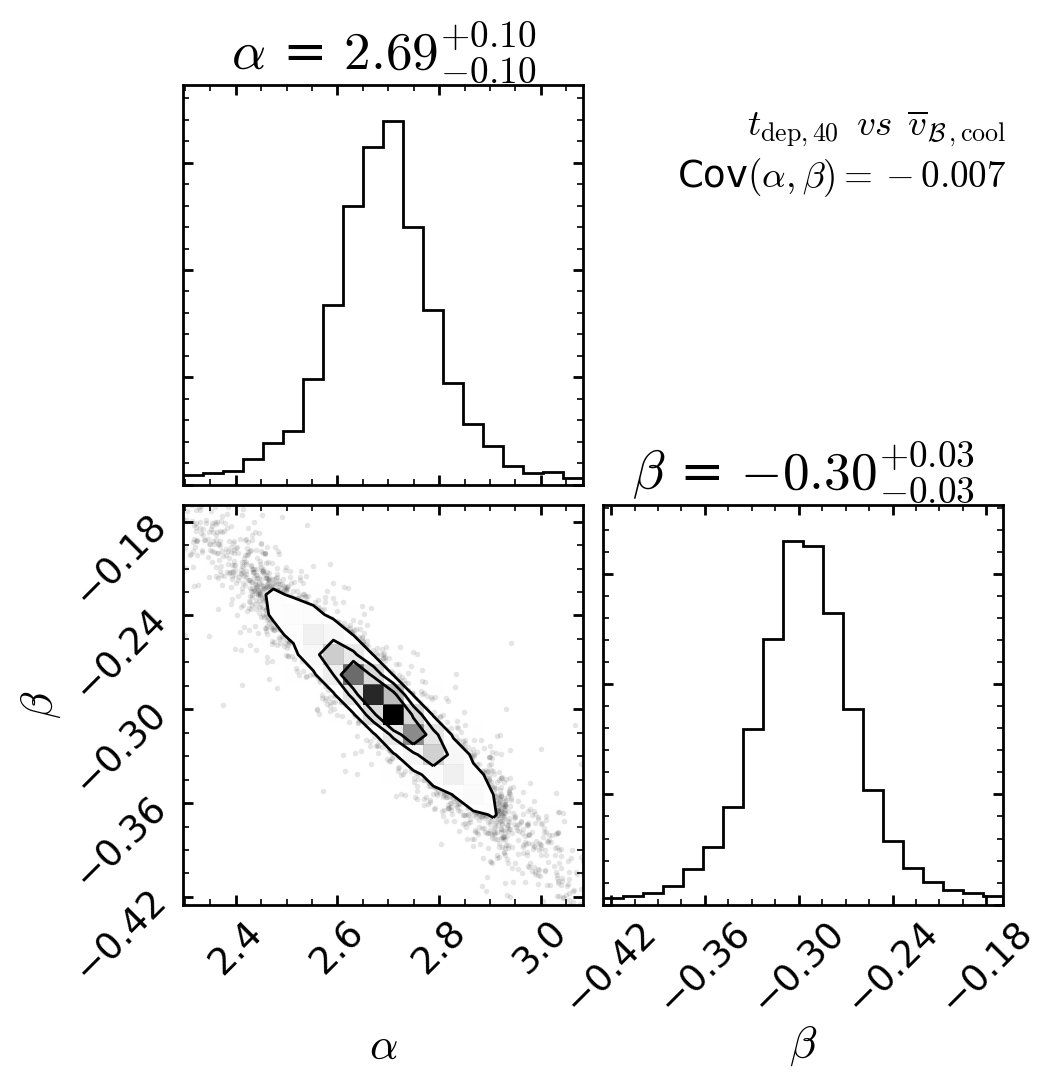 α = 2.69^{+0.10}_{−0.10}
t_{dep, 40} vs v̅_{ℬ, cool}
Cov(α, β) = −0.007
β = −0.30^{+0.03}_{−0.03}
−0.18
−0.24
−0.30
−0.36
−0.42
β
2.4 2.6 2.8 3.0
−0.42 −0.36 −0.30 −0.24 −0.18
α
β